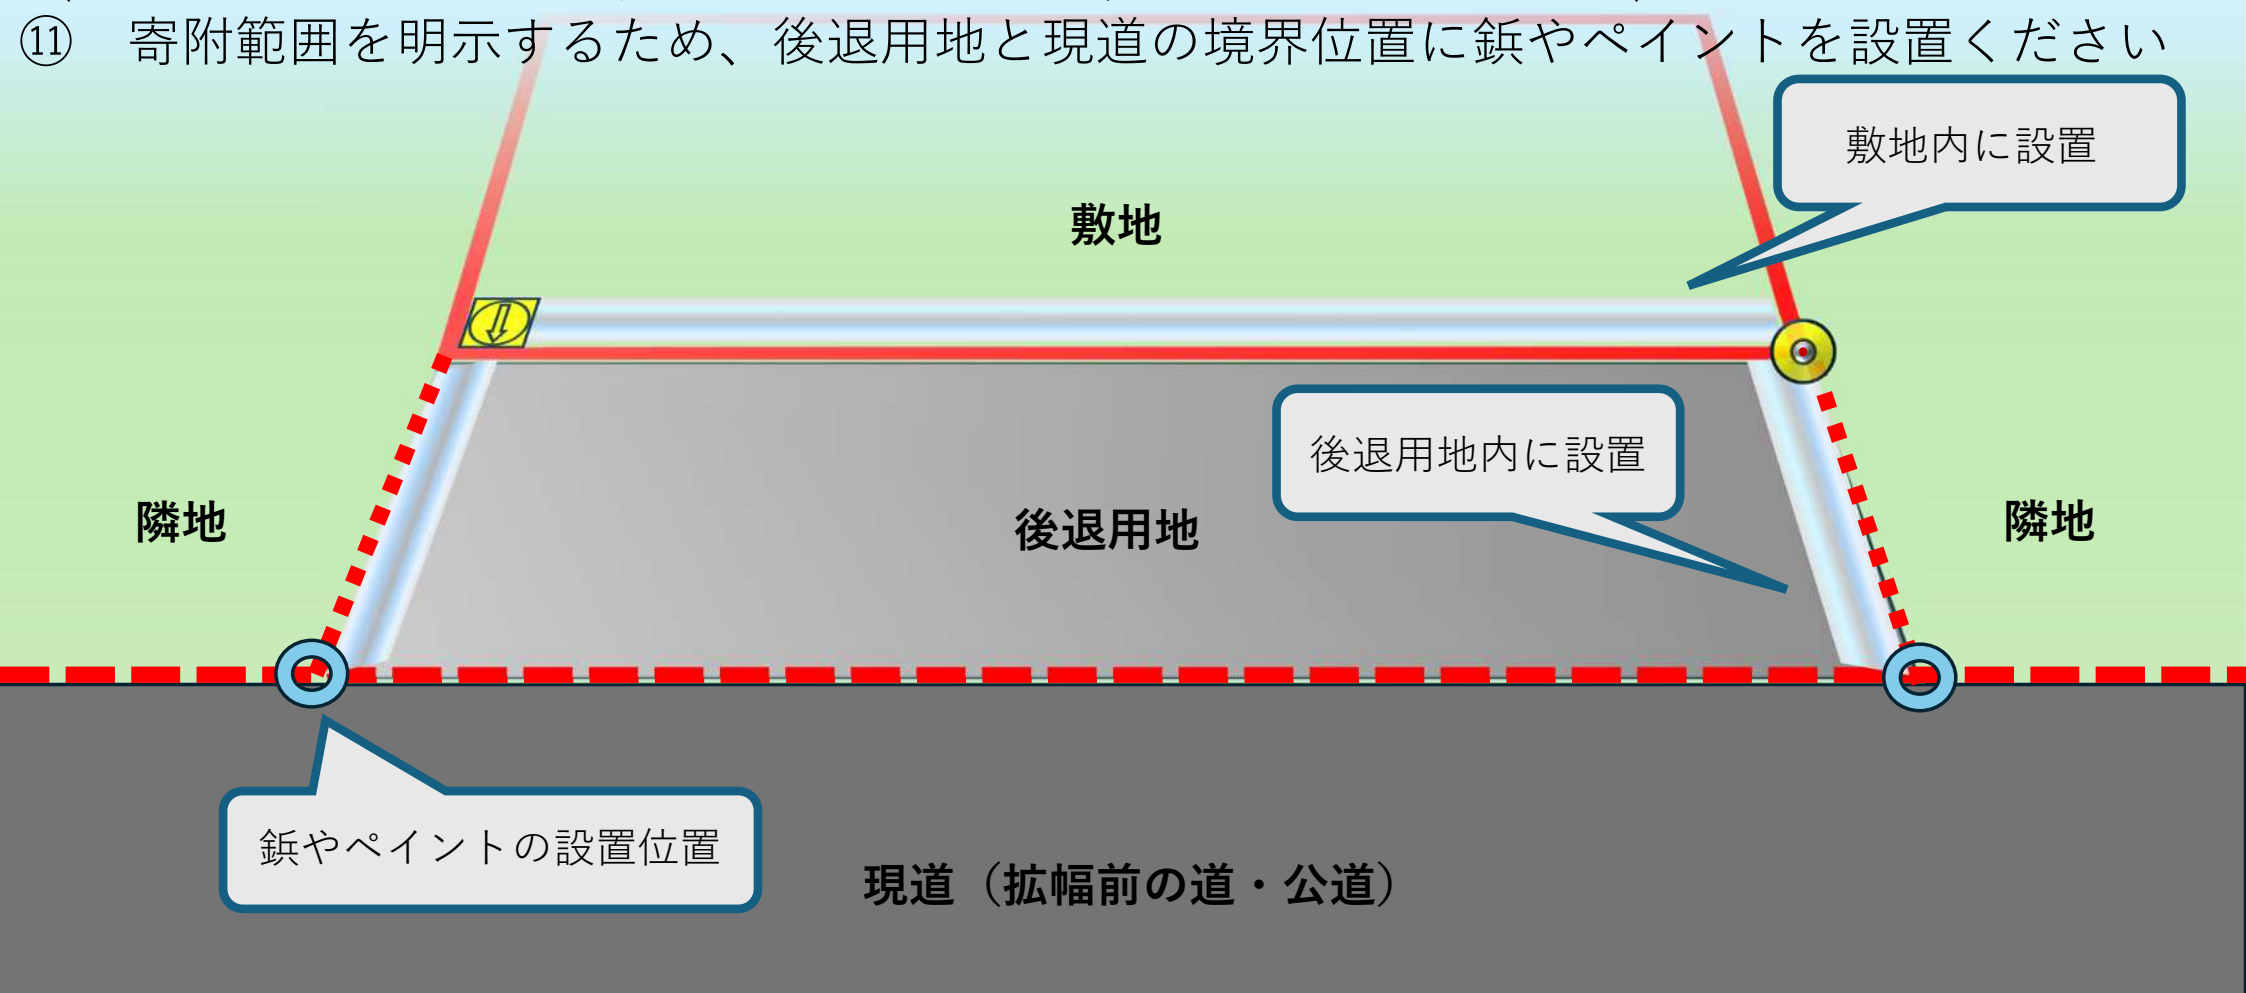 ⑪　寄附範囲を明示するため、後退用地と現道の境界位置に鋲やペイントを設置ください
敷地内に設置
敷地
後退用地内に設置
隣地
後退用地
隣地
鋲やペイントの設置位置
現道（拡幅前の道・公道）